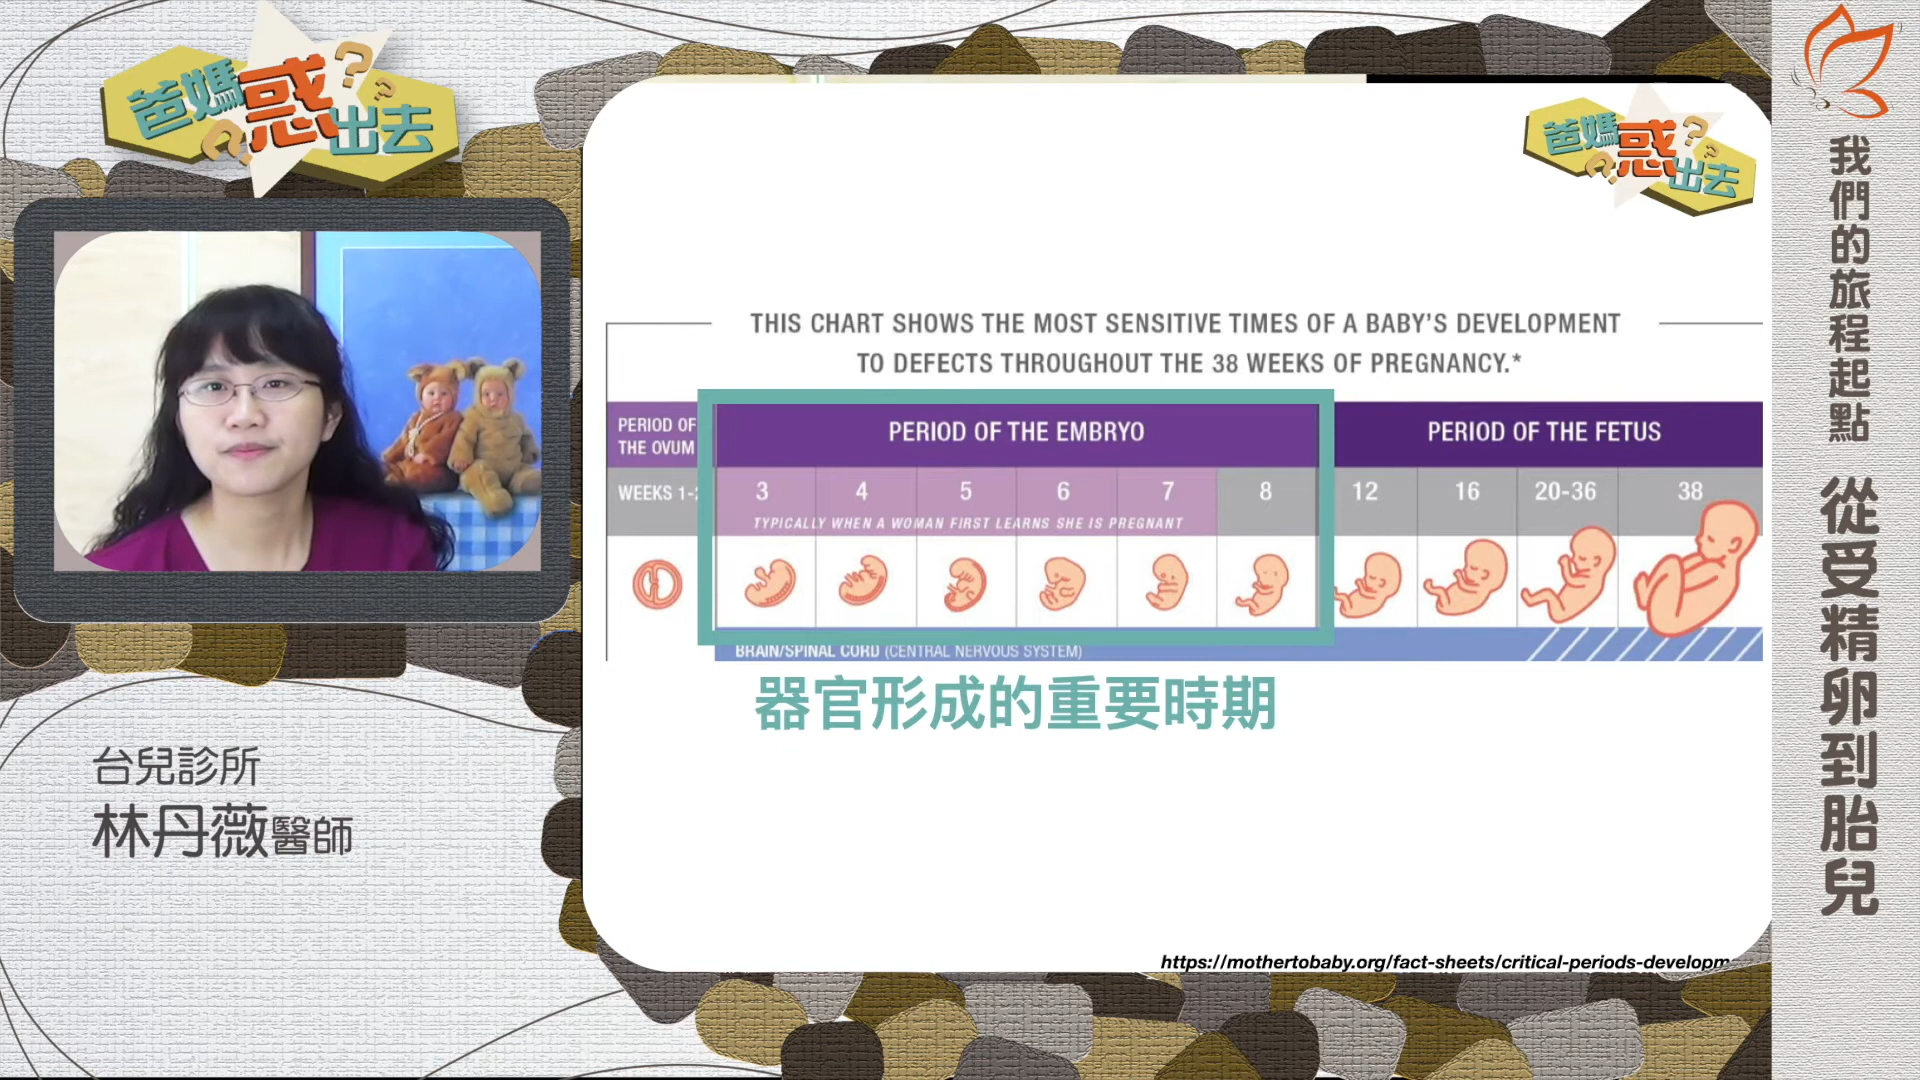 爸媽惑出去
???
爸媽惑出去
???
我們的旅程起點
從受精卵到胎兒
THIS CHART SHOWS THE MOST SENSITIVE TIMES OF A BABY'S DEVELOPMENT
TO DEFECTS THROUGHOUT THE 38 WEEKS OF PREGNANCY.*
PERIOD OF
THE OVUM
PERIOD OF THE EMBRYO
PERIOD OF THE FETUS
WEEKS 1-
3 4 5 6 7 8 12 16 20-36 38
TYPICALLY WHEN A WOMAN FIRST LEARNS SHE IS PREGNANT
BRAIN/SPINAL CORD (CENTRAL NERVOUS SYSTEM)
器官形成的重要時期
台兒診所
林丹薇醫師
https://mothertobaby.org/fact-sheets/critical-periods-developm